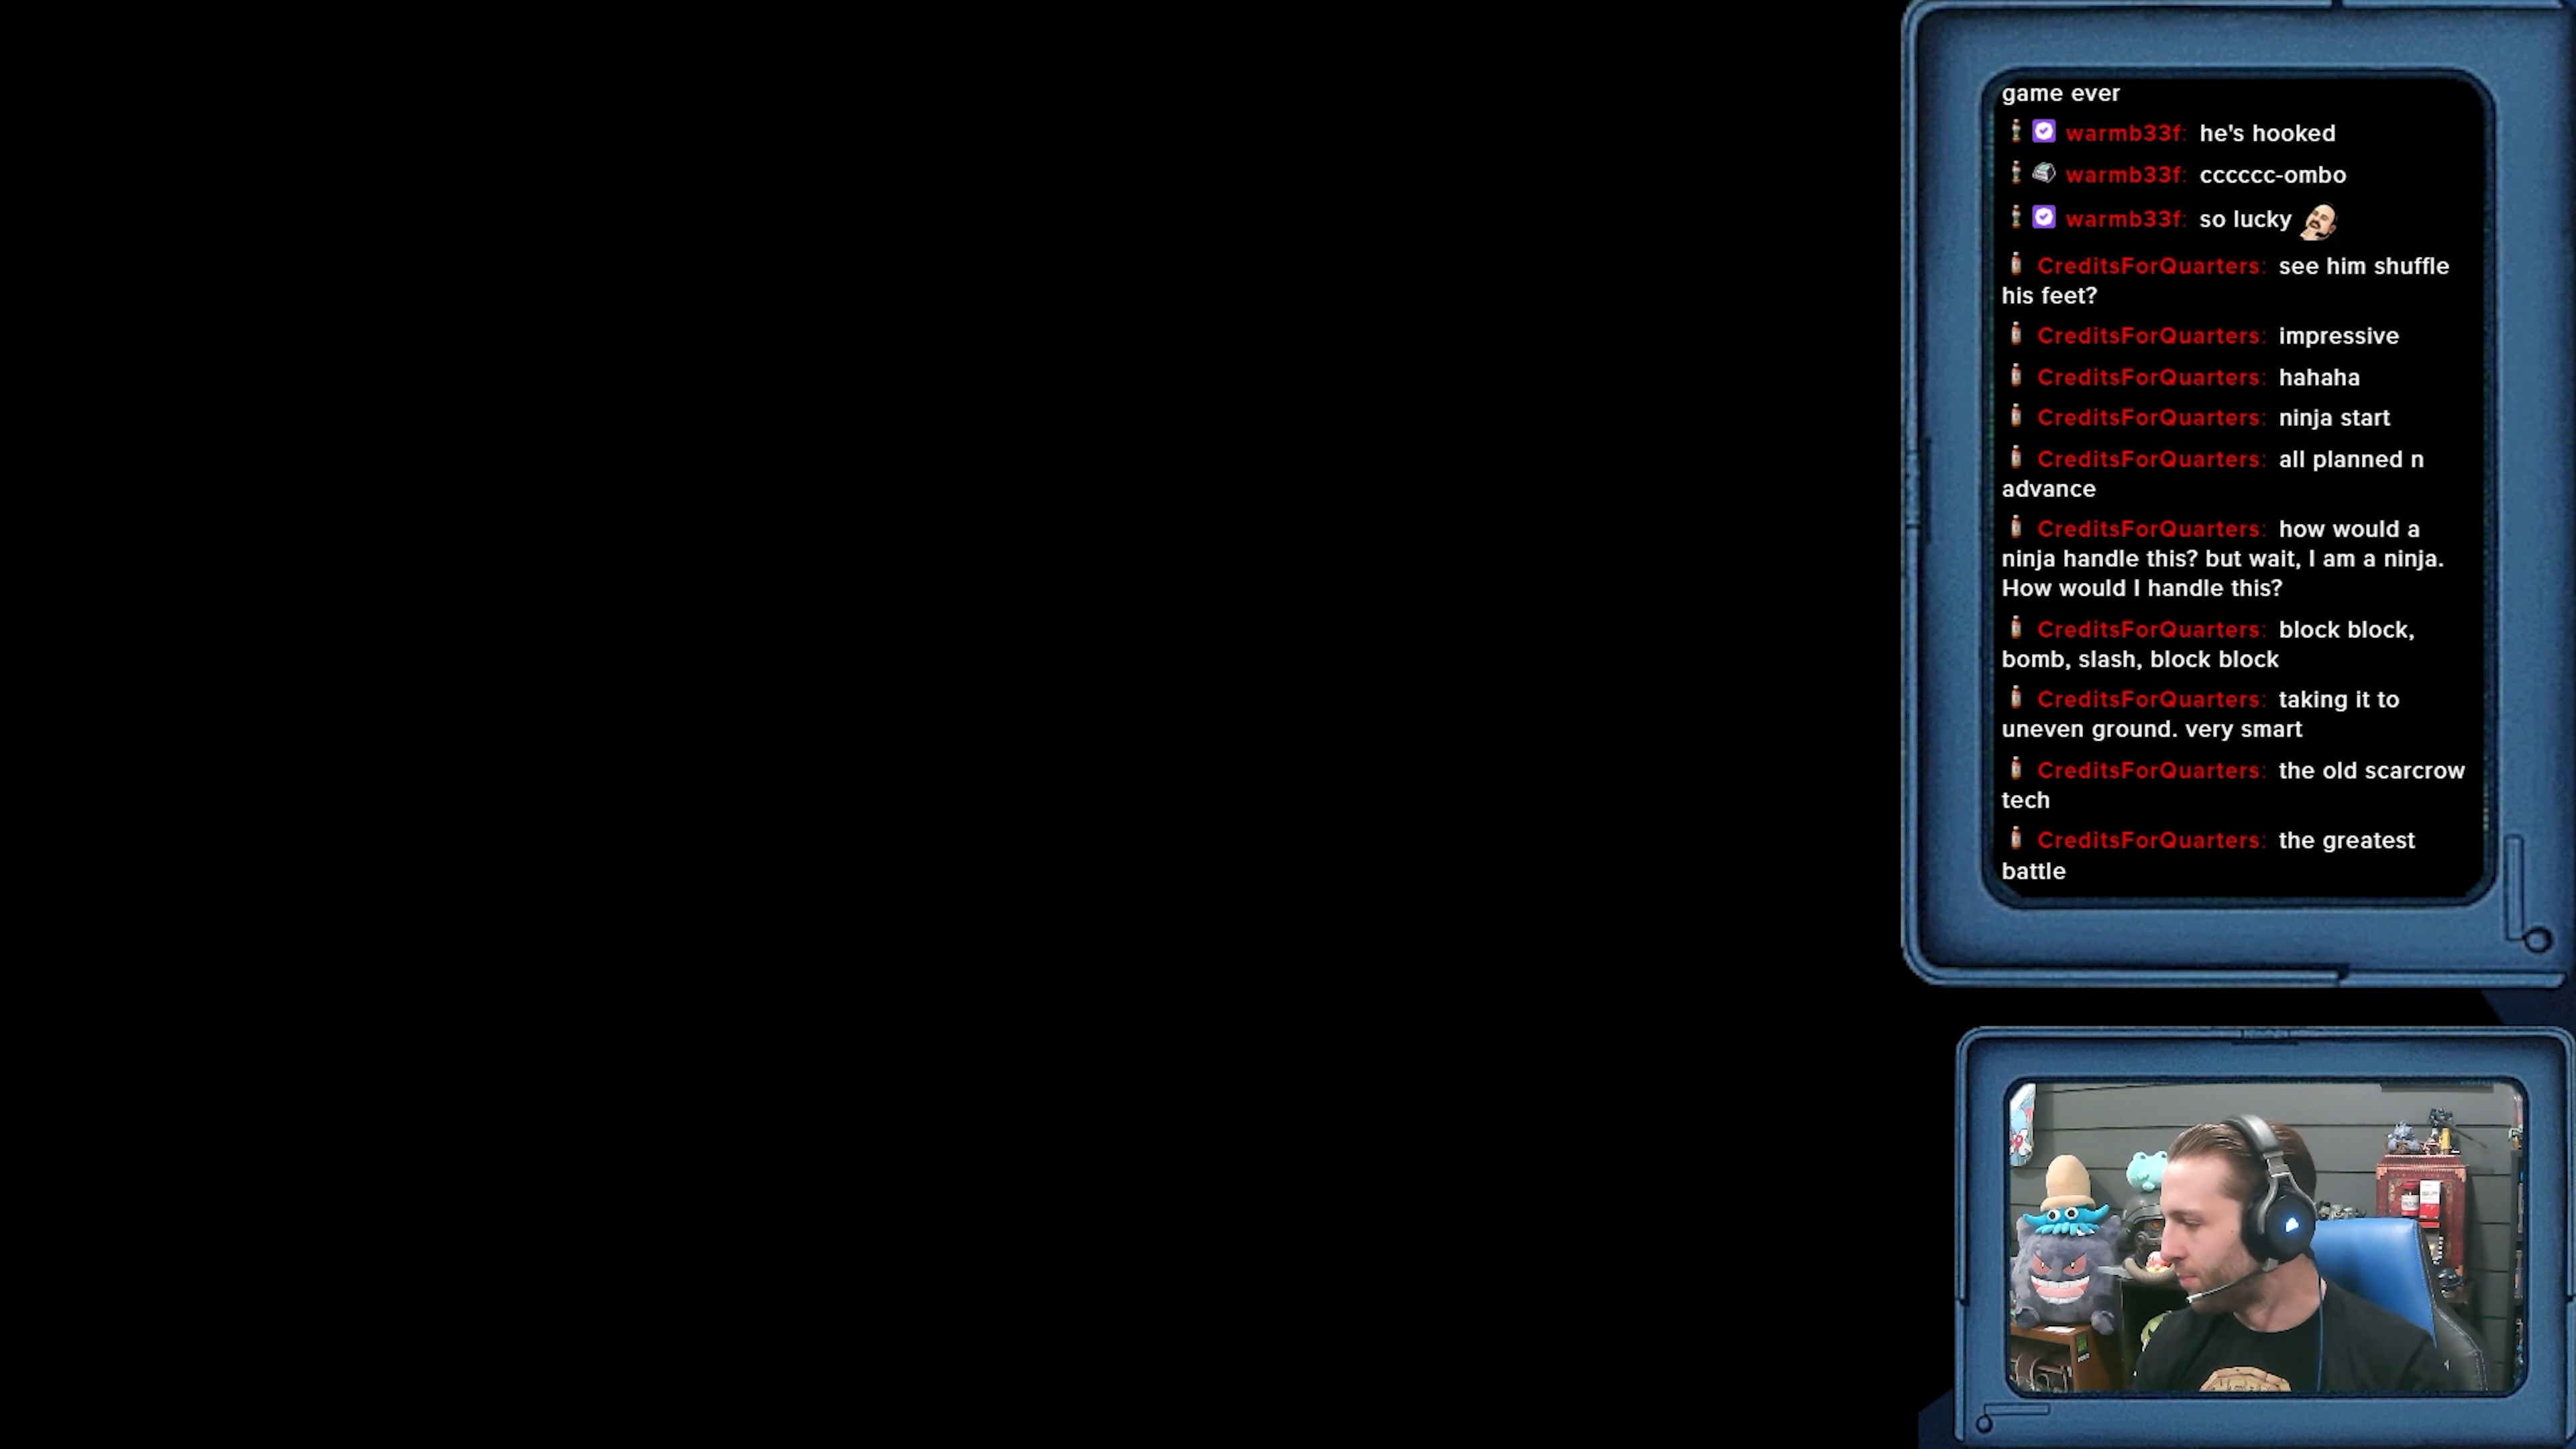 game ever
warmb33f: he's hooked
warmb33f: cccccc-ombo
warmb33f: so lucky
CreditsForQuarters: see him shuffle
his feet?
CreditsForQuarters: impressive
CreditsForQuarters: hahaha
CreditsForQuarters: ninja start
CreditsForQuarters: all planned n
advance
CreditsForQuarters: how would a
ninja handle this? but wait, I am a ninja.
How would I handle this?
CreditsForQuarters: block block,
bomb, slash, block block
CreditsForQuarters: taking it to
uneven ground. very smart
CreditsForQuarters: the old scarcrow
tech
CreditsForQuarters: the greatest
battle